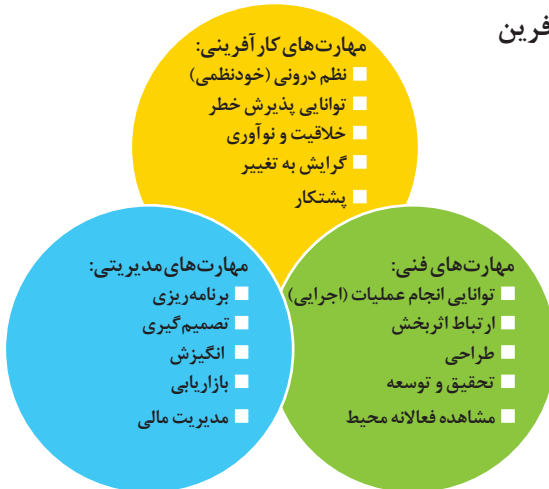 فرین
مهارت‌های کارآفرینی:
نظم درونی (خودنظمی)
توانایی پذیرش خطر
خلاقیت و نوآوری
گرایش به تغییر
پشتکار
مهارت‌های فنی:
توانایی انجام عملیات (اجرایی)
ارتباط اثربخش
طراحی
تحقیق و توسعه
مشاهده فعالانه محیط
مهارت‌های مدیریتی:
برنامه‌ریزی
تصمیم‌گیری
انگیزش
بازاریابی
مدیریت مالی